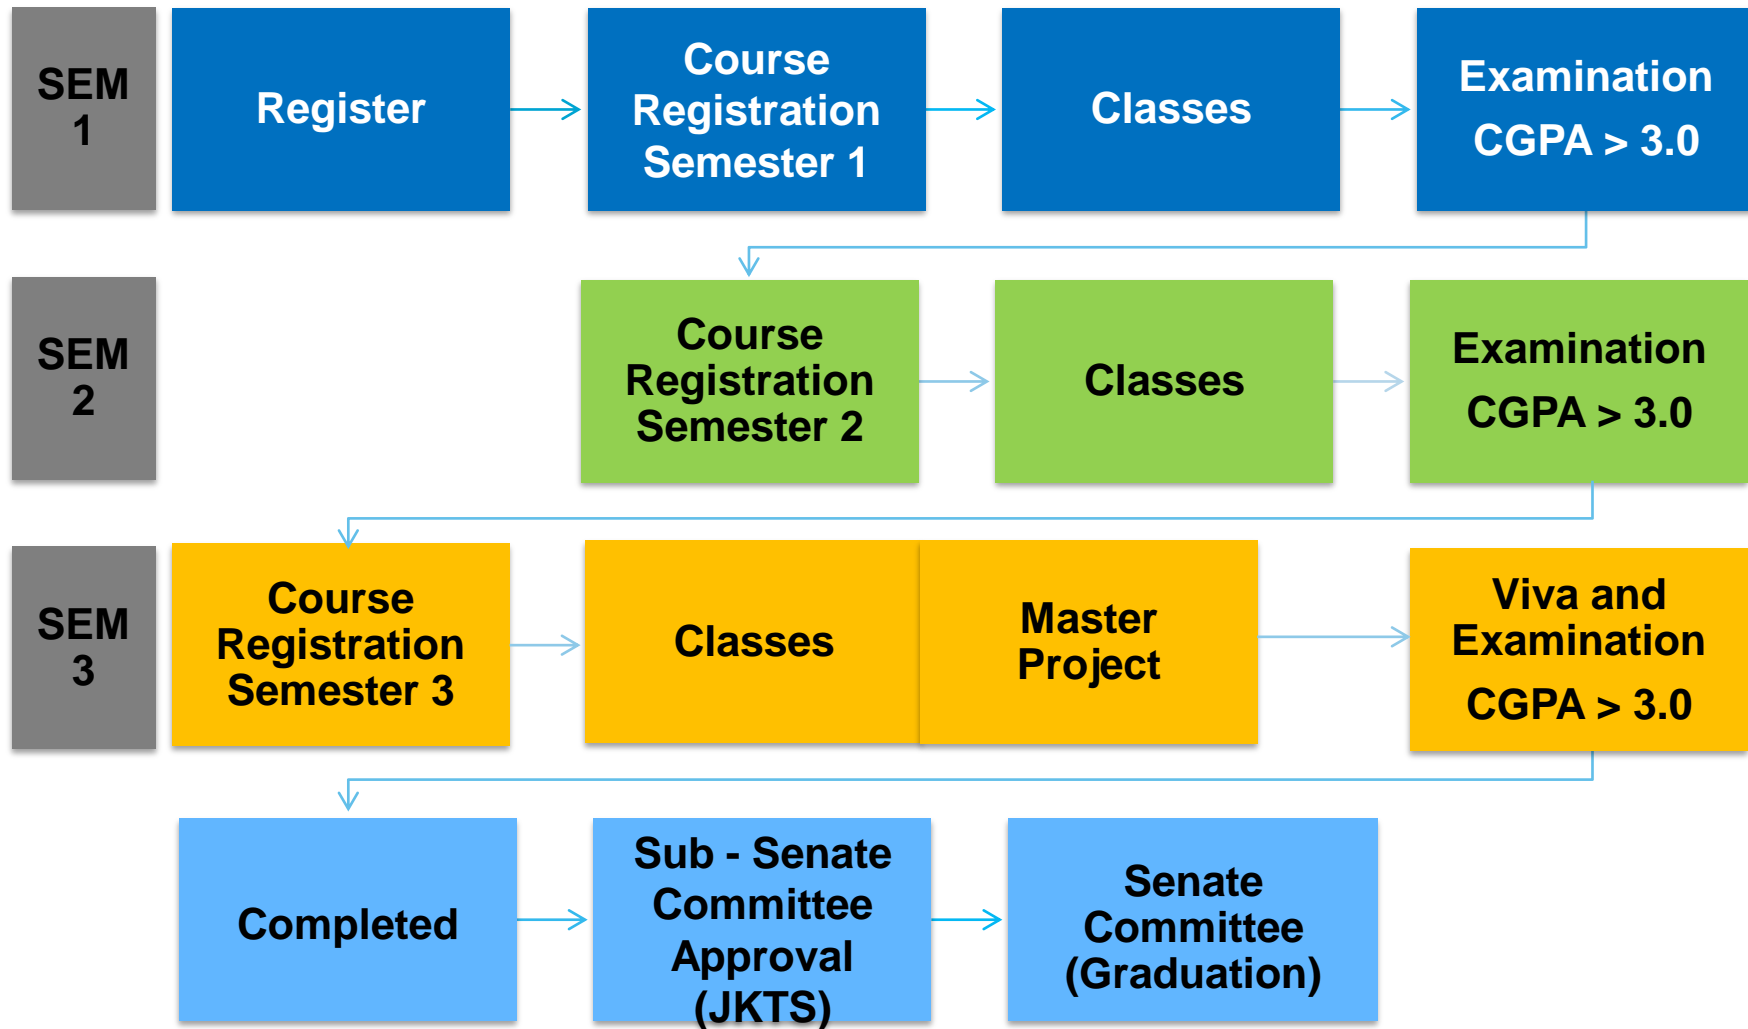 SEM
1
Register
Course
Registration
Semester 1
Classes
Examination
CGPA > 3.0
SEM
2
Course
Registration
Semester 2
Classes
Examination
CGPA > 3.0
SEM
3
Course
Registration
Semester 3
Classes
Master
Project
Viva and
Examination
CGPA > 3.0
Completed
Sub - Senate
Committee
Approval
(JKTS)
Senate
Committee
(Graduation)